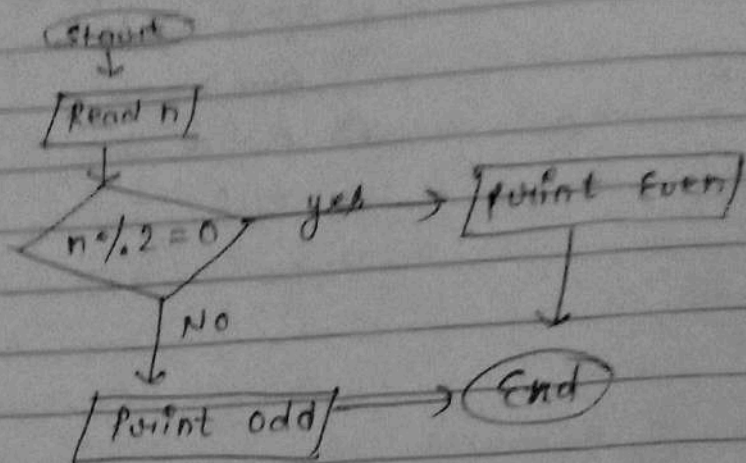 Start
Read n
n%2=0
yes
Print Even
NO
Print odd
End